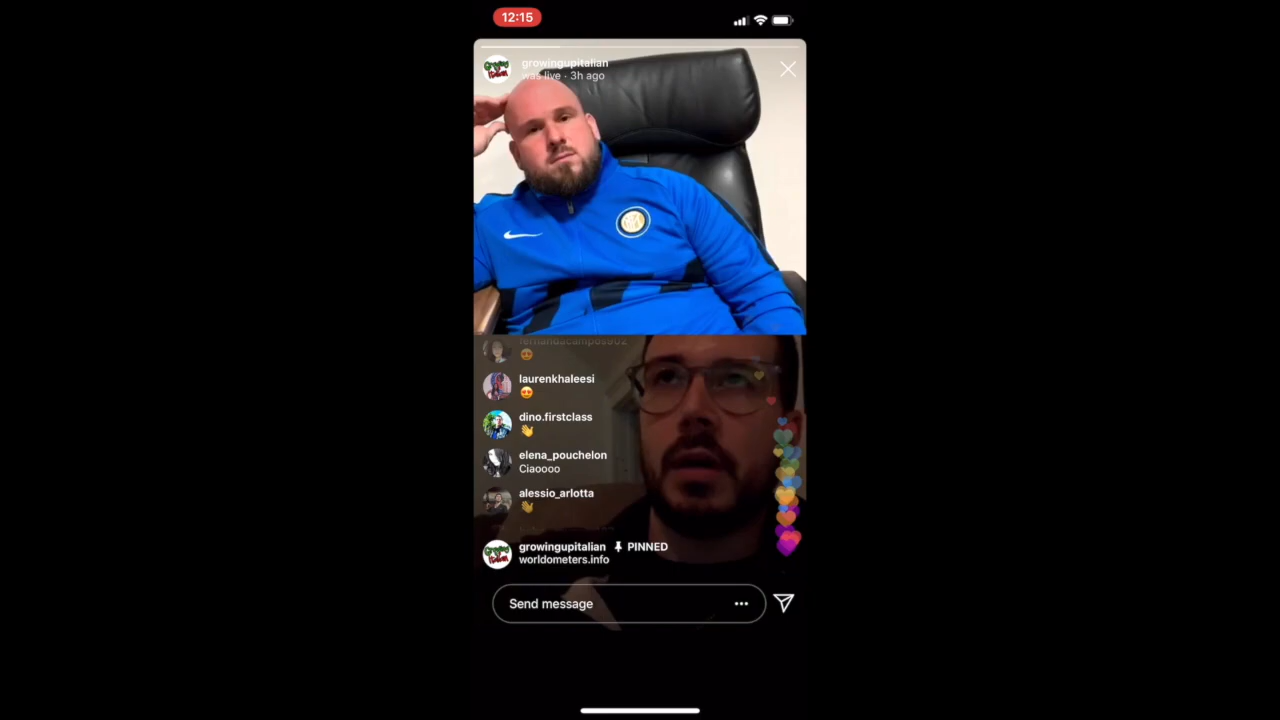 12:15
growingupitalian
was live · 3h ago
fernandacampos902
😍
laurenkhaleesi
😍
dino.firstclass
👋
elena_pouchelon
Ciaoooo
alessio_arlotta
👋
growingupitalian PINNED
worldometers.info
Send message